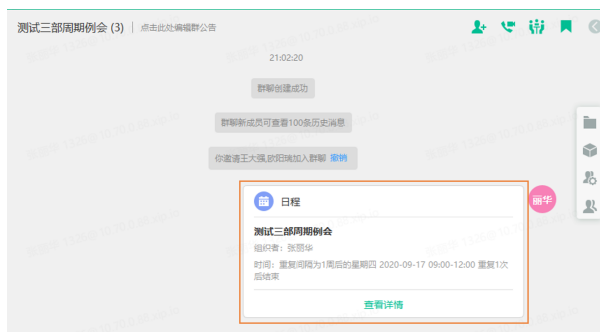 测试三部周期例会 (3) | 点击此处编辑群公告
21:02:20
群聊创建成功
群聊新成员可查看100条历史消息
你邀请王大强,欧阳瑞加入群聊 撤销
日程
丽华
测试三部周期例会
组织者：张丽华
时间：重复间隔为1周后的星期四 2020-09-17 09:00-12:00 重复1次
后结束
查看详情